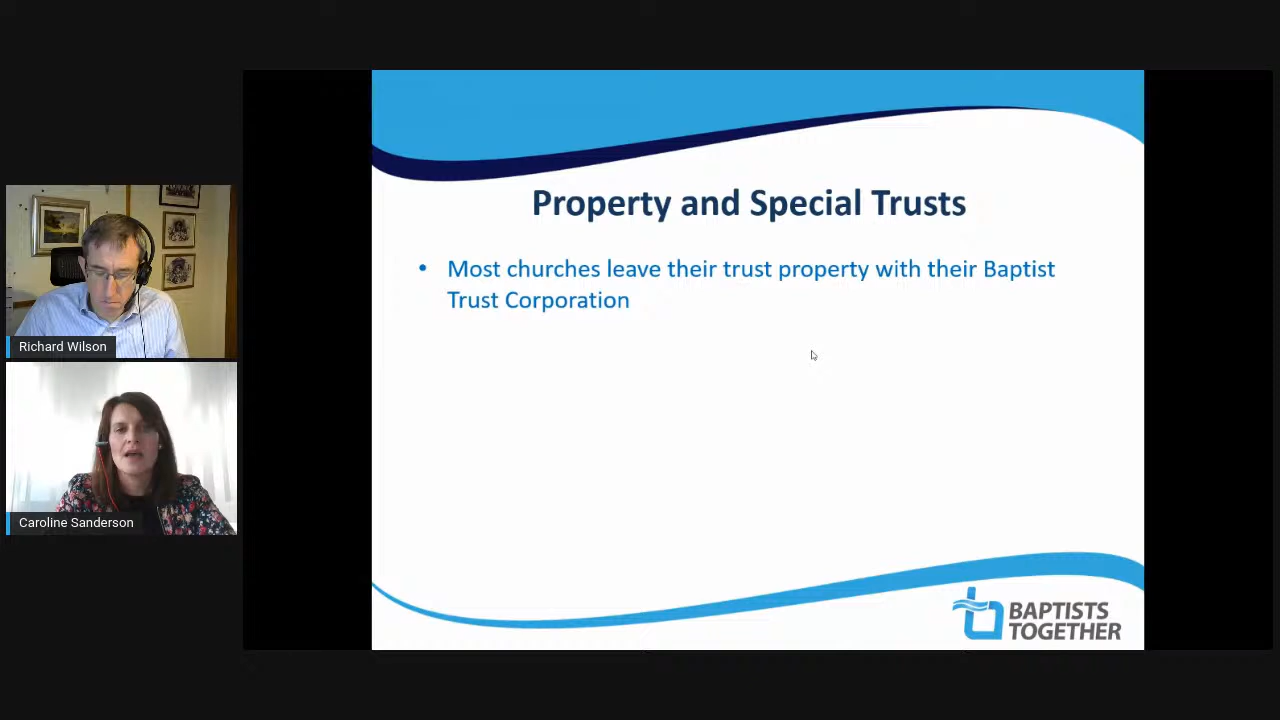 Property and Special Trusts
• Most churches leave their trust property with their Baptist
Trust Corporation
Richard Wilson
Caroline Sanderson
BAPTISTS
TOGETHER